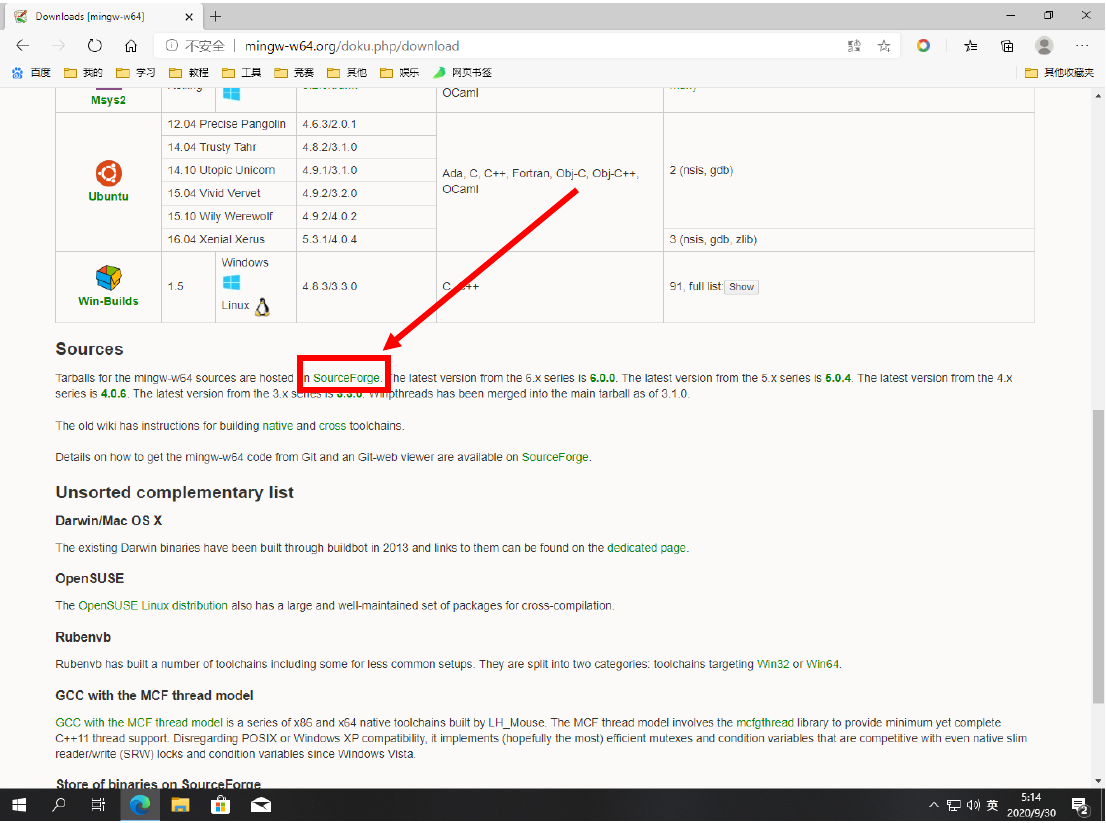 Downloads [mingw-w64]
不安全 mingw-w64.org/doku.php/download
百度 我的 学习 教程 工具 竞赛 其他 娱乐 网页书签 其他收藏夹
Msys2 OCaml
12.04 Precise Pangolin 4.6.3/2.0.1
14.04 Trusty Tahr 4.8.2/3.1.0
14.10 Utopic Unicorn 4.9.1/3.1.0
Ubuntu
15.04 Vivid Vervet 4.9.2/3.2.0
15.10 Wily Werewolf 4.9.2/4.0.2
16.04 Xenial Xerus 5.3.1/4.0.4
Ada, C, C++, Fortran, Obj-C, Obj-C++,
OCaml
2 (nsis, gdb)
3 (nsis, gdb, zlib)
Win-Builds
1.5
Windows
Linux
4.8.3/3.3.0
91, full list: Show
Sources
Tarballs for the mingw-w64 sources are hosted SourceForge. The latest version from the 6.x series is 6.0.0. The latest version from the 5.x series is 5.0.4. The latest version from the 4.x
series is 4.0.6. The latest version from the 3.x series is 3.3.0. Winpthreads has been merged into the main tarball as of 3.1.0.
The old wiki has instructions for building native and cross toolchains.
Details on how to get the mingw-w64 code from Git and an Git-web viewer are available on SourceForge.
Unsorted complementary list
Darwin/Mac OS X
The existing Darwin binaries have been built through buildbot in 2013 and links to them can be found on the dedicated page.
OpenSUSE
The OpenSUSE Linux distribution also has a large and well-maintained set of packages for cross-compilation.
Rubenvb
Rubenvb has built a number of toolchains including some for less common setups. They are split into two categories: toolchains targeting Win32 or Win64.
GCC with the MCF thread model
GCC with the MCF thread model is a series of x86 and x64 native toolchains built by LH_Mouse. The MCF thread model involves the mcfgthread library to provide minimum yet complete
C++11 thread support. Disregarding POSIX or Windows XP compatibility, it implements (hopefully the most) efficient mutexes and condition variables that are competitive with even native slim
reader/write (SRW) locks and condition variables since Windows Vista.
Store of binaries on SourceForge
英
5:14
2020/9/30
2